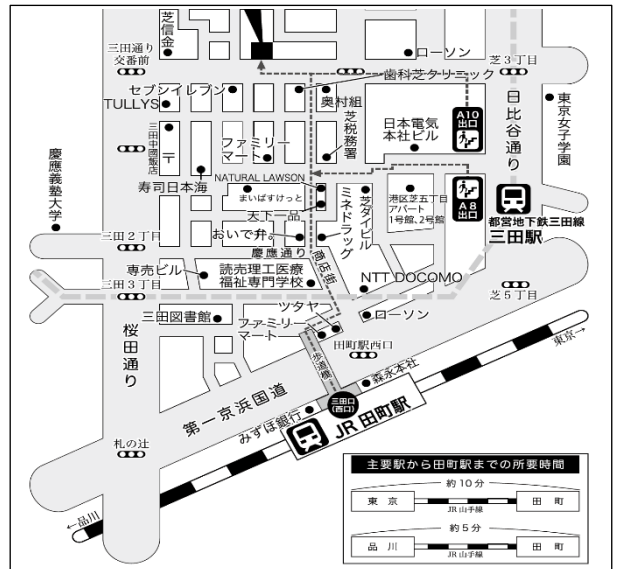 芝信金
三田通り
交番前
ローソン
芝3丁目
セブンイレブン
歯科芝クリニック
TULLYS
奥村組
日本電気
本社ビル
A10
出口
日比谷通り
東京女子学園
三田中國飯店
〒
ファミリー
マート
芝税務署
慶應義塾大学
寿司日本海
NATURAL LAWSON
まいばすけっと
天下一品
ミネドラッグ
芝ダイビル
港区芝五丁目
アパート
1号館、2号館
A8
出口
都営地下鉄三田線
三田駅
三田2丁目
おいで弁。
慶應通り
商店街
専売ビル
読売理工医療
福祉専門学校
NTT DOCOMO
三田3丁目
芝5丁目
三田図書館
ツタヤ
ファミリー
マート
ローソン
田町駅西口
桜田通り
東京→
歩道橋
第一京浜国道
森永本社
三田口
(西口)
みずほ銀行
JR 田町駅
札の辻
←品川
主要駅から田町駅までの所要時間
約10分
東京
JR山手線
田町
約5分
品川
JR山手線
田町